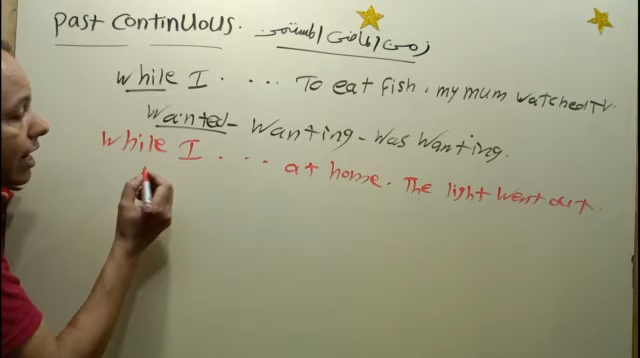 Past Continuous. زمن الماضى المستمر
while I . . . . To eat fish, my mum watched TV.
Wanted - Wanting - was wanting.
while I . . . . at home. The light went out.